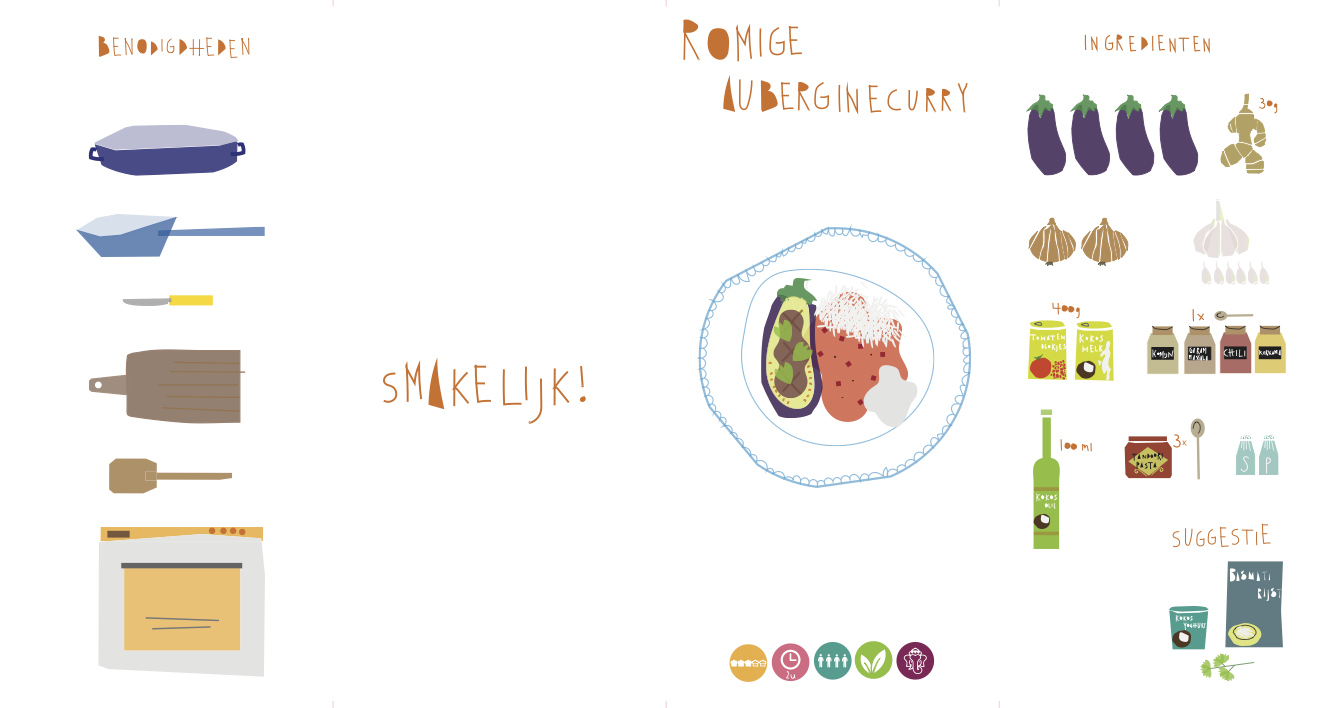 BENODIGDHEDEN
SMAKELIJK!
ROMIGE
AUBERGINECURRY
2u
INGREDIENTEN
30g
400g
TOMATEN
BLOKJES
KOKOS
MELK
1x
KOMIJN
GARAM
MASALA
CHILI
KURKUMA
100 ml
KOKOS
OLIE
TANDOORI
PASTA
3x
S
P
SUGGESTIE
BASMATI
RIJST
KOKOS
YOGHURT